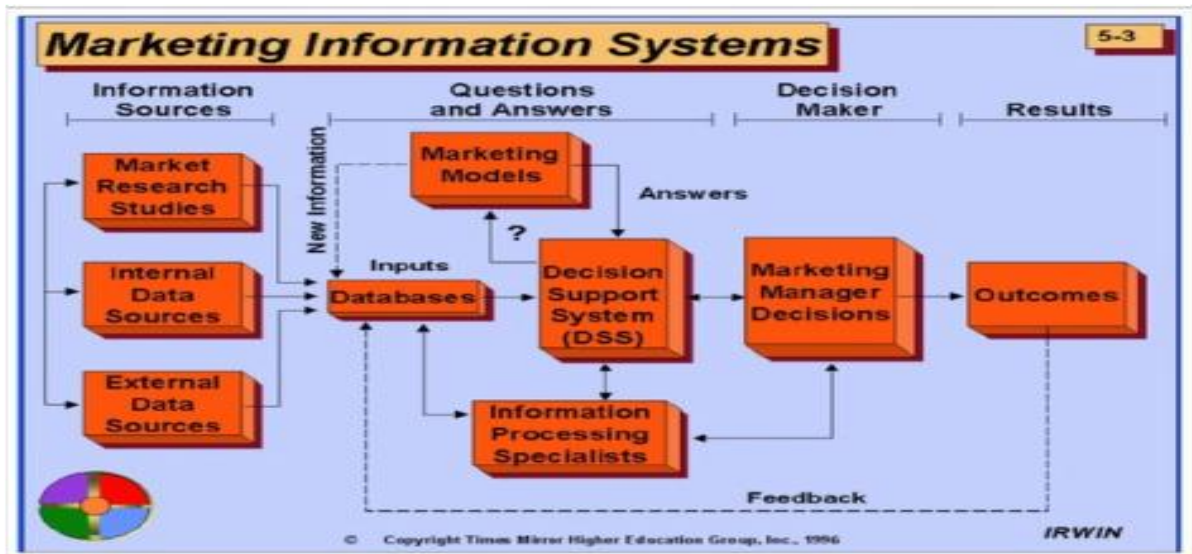 Marketing Information Systems
5-3
Information
Sources
Questions
and Answers
Decision
Maker
Results
Market
Research
Studies
Internal
Data
Sources
External
Data
Sources
New Information
Marketing
Models
Answers
?
Inputs
Databases
Decision
Support
System
(DSS)
Marketing
Manager
Decisions
Outcomes
Information
Processing
Specialists
Feedback
© Copyright Times Mirror Higher Education Group, Inc., 1996
IRWIN